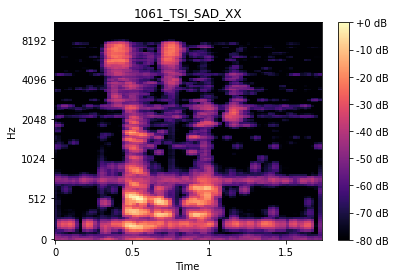 1061_TSI_SAD_XX
8192
4096
2048
1024
512
0
Hz
0
0.5
1
1.5
Time
+0 dB
-10 dB
-20 dB
-30 dB
-40 dB
-50 dB
-60 dB
-70 dB
-80 dB